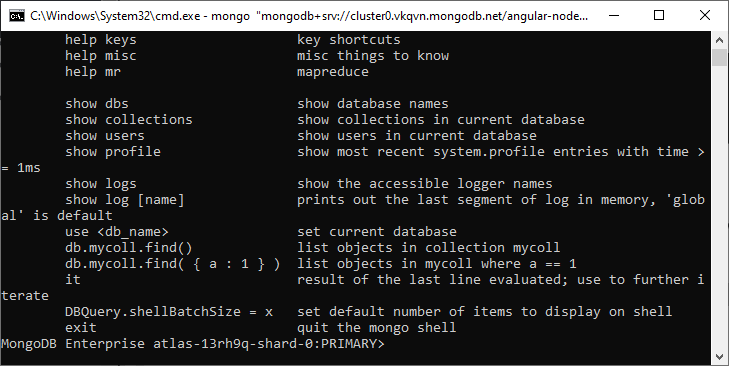 C:\Windows\System32\cmd.exe - mongo "mongodb+srv://cluster0.vkqvn.mongodb.net/angular-node...
help keys                    key shortcuts
help misc                    misc things to know
help mr                      mapreduce
show dbs                     show database names
show collections             show collections in current database
show users                   show users in current database
show profile                 show most recent system.profile entries with time >
= 1ms
show logs                    show the accessible logger names
show log [name]              prints out the last segment of log in memory, 'glob
al' is default
use <db_name>                set current database
db.mycoll.find()             list objects in collection mycoll
db.mycoll.find( { a : 1 } )  list objects in mycoll where a == 1
it                           result of the last line evaluated; use to further i
terate
DBQuery.shellBatchSize = x   set default number of items to display on shell
exit                         quit the mongo shell
MongoDB Enterprise atlas-13rh9q-shard-0:PRIMARY>